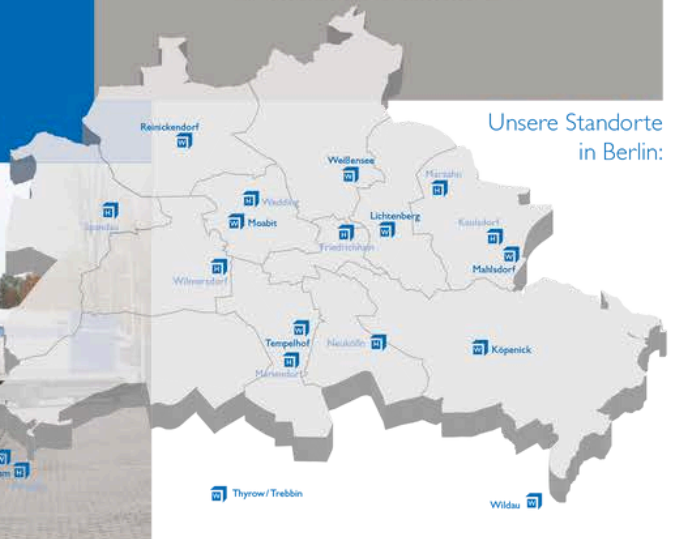 Unsere Standorte
in Berlin:
Reinickendorf
W
Weißensee
W
Marzahn
H
H Wedding
W Moabit
H
Spandau
Lichtenberg
W
H
Friedrichhain
Kaulsdorf
H
W
Mahlsdorf
H
Wilmersdorf
W
Tempelhof
H
Mariendorf
Neukölln H
W Köpenick
W
H
W Thyrow / Trebbin
Wildau W